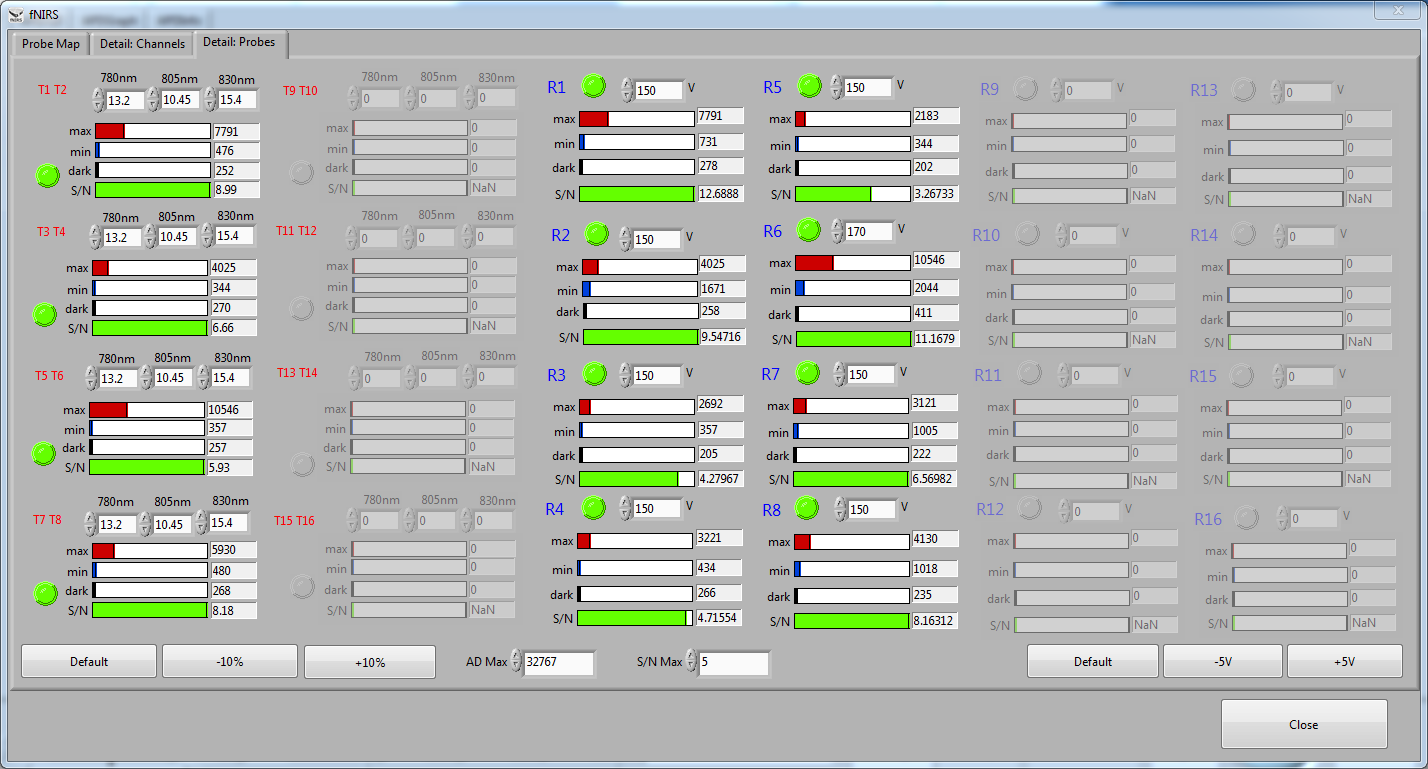 fNIRS
Probe Map Detail: Channels Detail: Probes
T1 T2
780nm 805nm 830nm
13.2 10.45 15.4
max 7791
min 476
dark 252
S/N 8.99
T3 T4
780nm 805nm 830nm
13.2 10.45 15.4
max 4025
min 344
dark 270
S/N 6.66
T5 T6
780nm 805nm 830nm
13.2 10.45 15.4
max 10546
min 357
dark 257
S/N 5.93
T7 T8
780nm 805nm 830nm
13.2 10.45 15.4
max 5930
min 480
dark 268
S/N 8.18
T9 T10
780nm 805nm 830nm
0 0 0
max 0
min 0
dark 0
S/N NaN
T11 T12
780nm 805nm 830nm
0 0 0
max 0
min 0
dark 0
S/N NaN
T13 T14
780nm 805nm 830nm
0 0 0
max 0
min 0
dark 0
S/N NaN
T15 T16
780nm 805nm 830nm
0 0 0
max 0
min 0
dark 0
S/N NaN
R1 150 V
max 7791
min 731
dark 278
S/N 12.6888
R2 150 V
max 4025
min 1671
dark 258
S/N 9.54716
R3 150 V
max 2692
min 357
dark 205
S/N 4.27967
R4 150 V
max 3221
min 434
dark 266
S/N 4.71554
R5 150 V
max 2183
min 344
dark 202
S/N 3.26733
R6 170 V
max 10546
min 2044
dark 411
S/N 11.1679
R7 150 V
max 3121
min 1005
dark 222
S/N 6.56982
R8 150 V
max 4130
min 1018
dark 235
S/N 8.16312
R9 0 V
max 0
min 0
dark 0
S/N NaN
R10 0 V
max 0
min 0
dark 0
S/N NaN
R11 0 V
max 0
min 0
dark 0
S/N NaN
R12 0 V
max 0
min 0
dark 0
S/N NaN
R13 0 V
max 0
min 0
dark 0
S/N NaN
R14 0 V
max 0
min 0
dark 0
S/N NaN
R15 0 V
max 0
min 0
dark 0
S/N NaN
R16 0 V
max 0
min 0
dark 0
S/N NaN
Default -10% +10% AD Max 32767 S/N Max 5 Default -5V +5V
Close